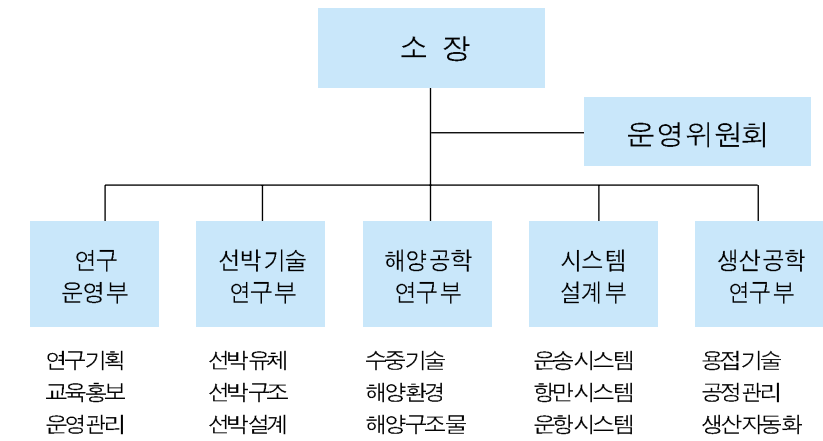 소 장
운영위원회
연구
운영부
선박기술
연구부
해양공학
연구부
시스템
설계부
생산공학
연구부
연구기획
교육홍보
운영관리
선박유체
선박구조
선박설계
수중기술
해양환경
해양구조물
운송시스템
항만시스템
운항시스템
용접기술
공정관리
생산자동화